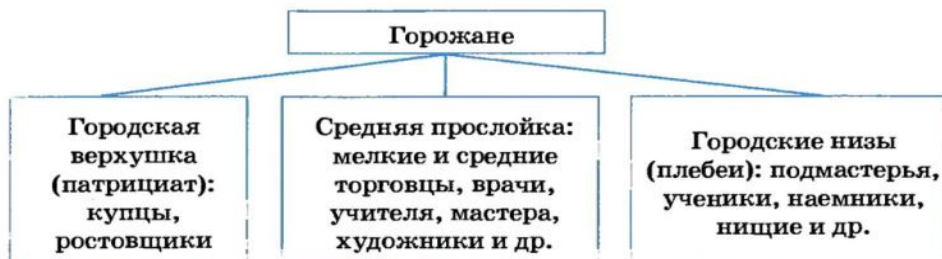 Горожане
Городская
верхушка
(патрициат):
купцы,
ростовщики
Средняя прослойка:
мелкие и средние
торговцы, врачи,
учителя, мастера,
художники и др.
Городские низы
(плебеи): подмастерья,
ученики, наемники,
нищие и др.